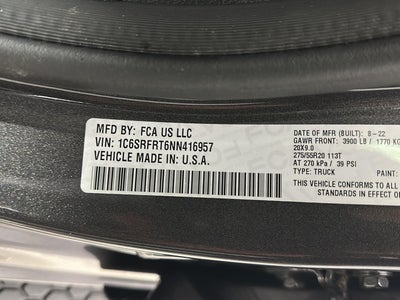 MFD BY: FCA US LLC
VIN: 1C6SRFRT6NN416957
VEHICLE MADE IN: U.S.A.
DATE OF MFR (BUILT): 8-22
GAWR FRONT: 3900 LB / 1770 KG
20X9.0
275/55R20 113T
AT 270 kPa / 39 PSI
TYPE: TRUCK PAINT:
THIS VEHICLE CONFORMS TO ALL
STANDARDS IN EFFECT